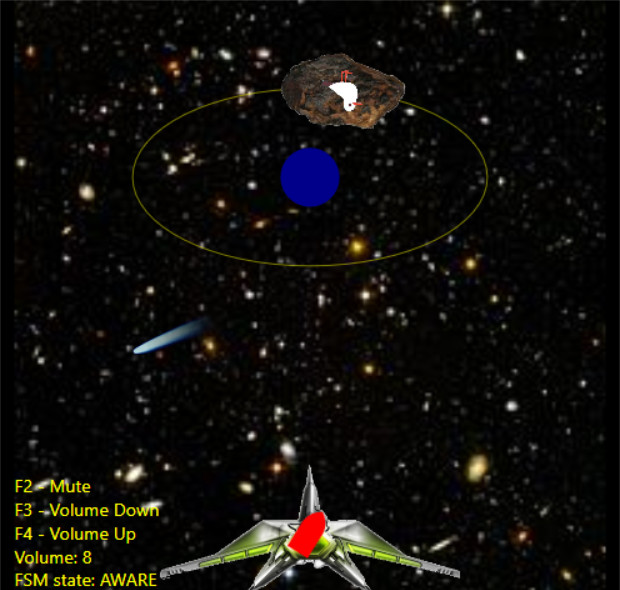 F2 - Mute
F3 - Volume Down
F4 - Volume Up
Volume: 8
FSM state: AWARE